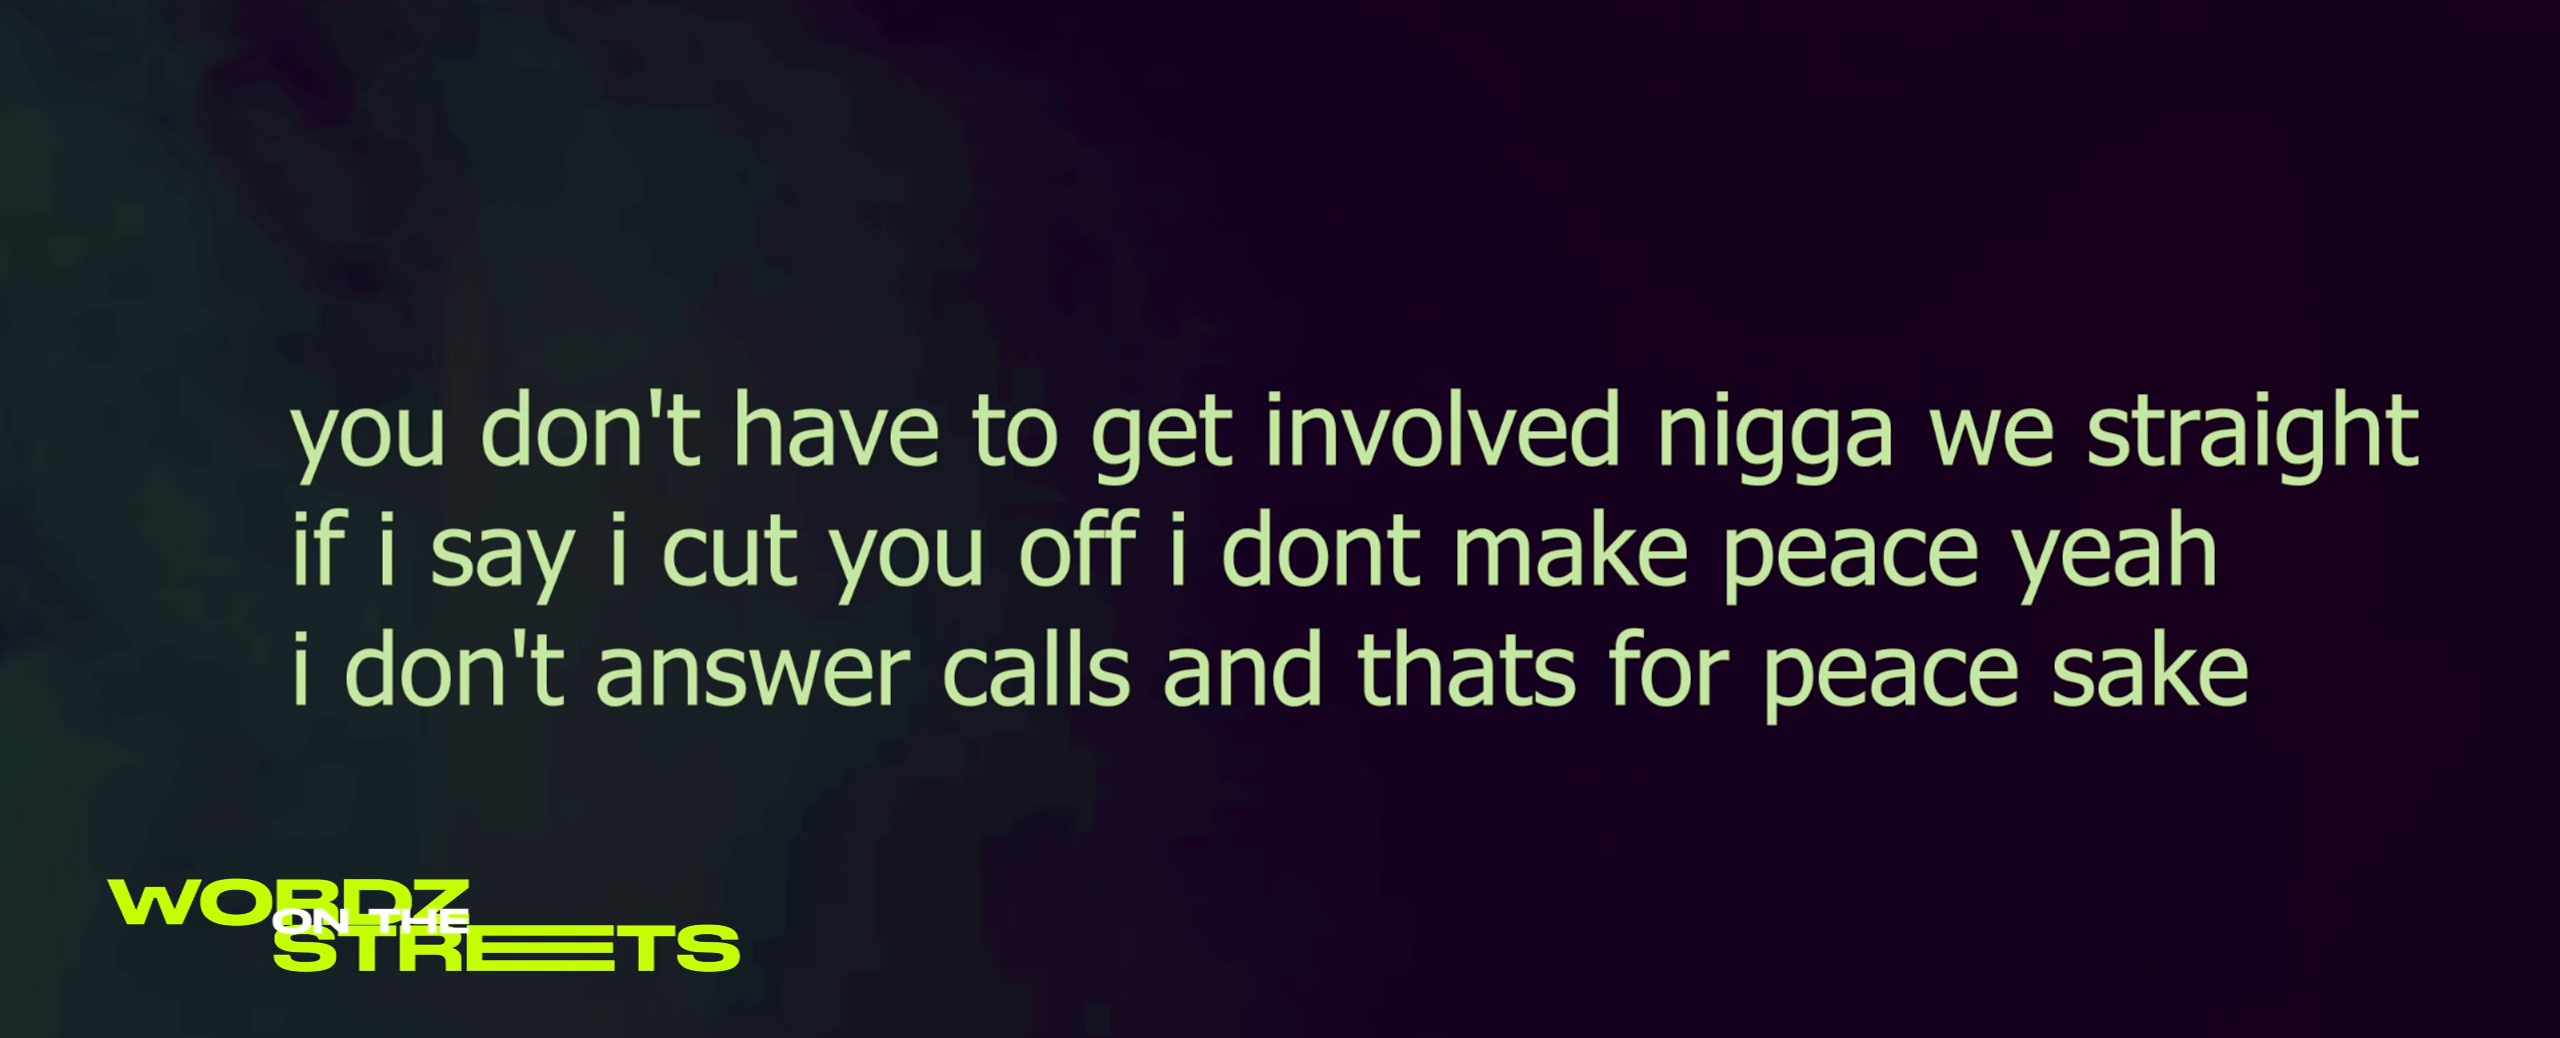 you don't have to get involved nigga we straight
if i say i cut you off i dont make peace yeah
i don't answer calls and thats for peace sake
WORDZ
ON THE
STREETS